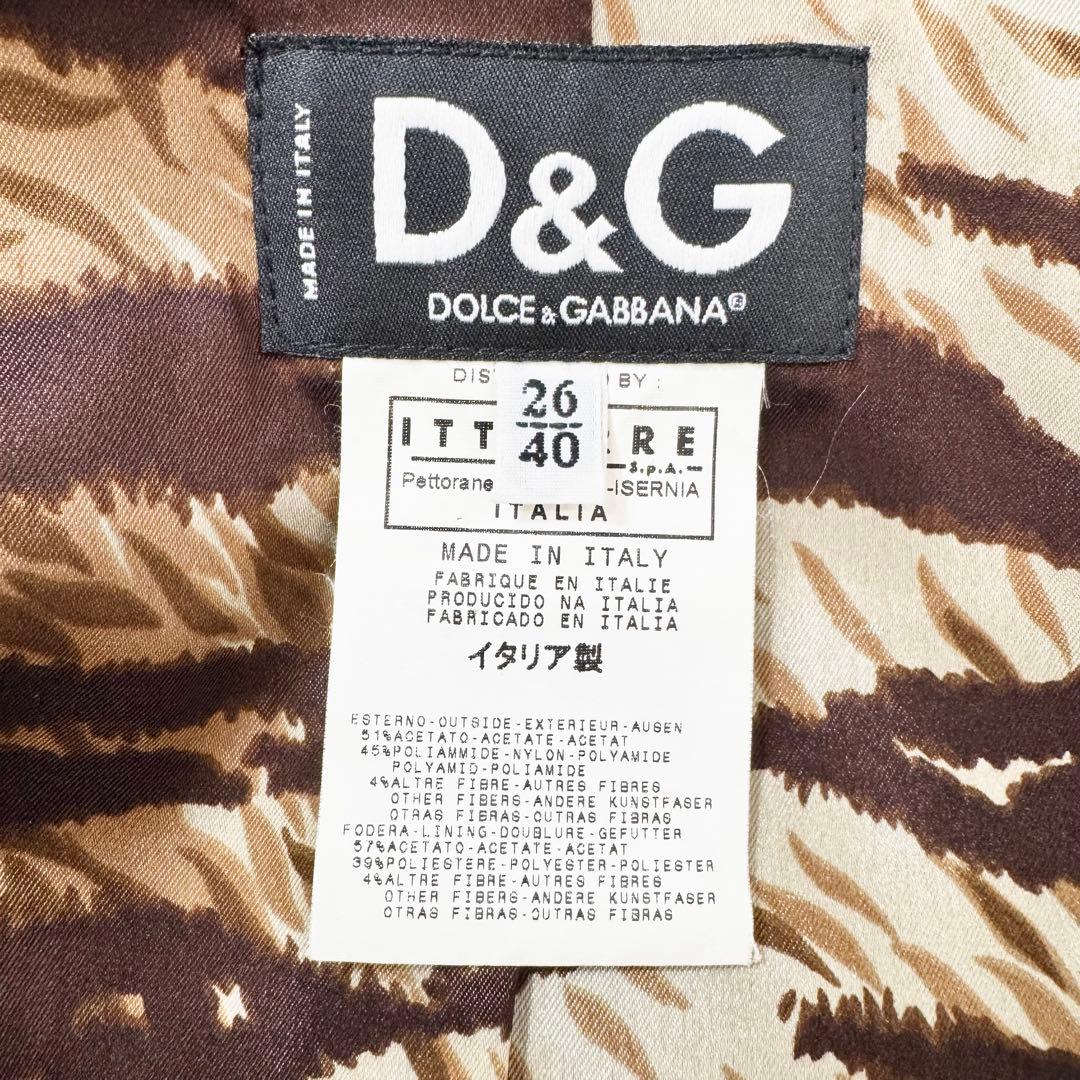 MADE IN ITALY
D&G
DOLCE & GABBANA®
BY :
26
40
S.p.A.
-ISERNIA
ITALIA
MADE IN ITALY
FABRIQUE EN ITALIE
PRODUCIDO NA ITALIA
FABRICADO EN ITALIA
イタリア製
ESTERNO-OUTSIDE-EXTERIEUR-AUSEN
51%ACETATO-ACETATE-ACETAT
45%POLIAMMIDE-NYLON-POLYAMIDE
POLYAMID-POLIAMIDE
4%ALTRE FIBRE-AUTRES FIBRES
OTHER FIBERS-ANDERE KUNSTFASER
OTRAS FIBRAS-OUTRAS FIBRAS
FODERA-LINING-DOUBLURE-GEFUTTER
57%ACETATO-ACETATE-ACETAT
39%POLIESTERE-POLYESTER-POLIESTER
4%ALTRE FIBRE-AUTRES FIBRES
OTHER FIBERS-ANDERE KUNSTFASER
OTRAS FIBRAS-OUTRAS FIBRAS